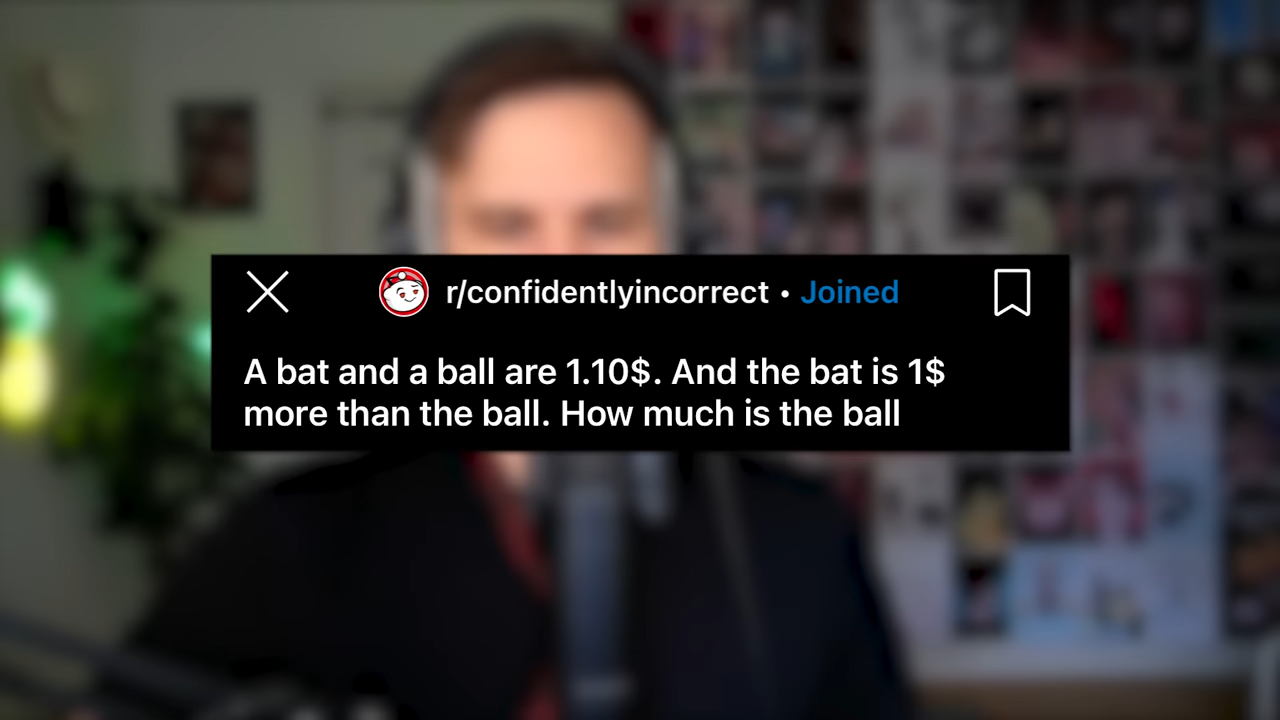 r/confidentlyincorrect • Joined
A bat and a ball are 1.10$. And the bat is 1$
more than the ball. How much is the ball